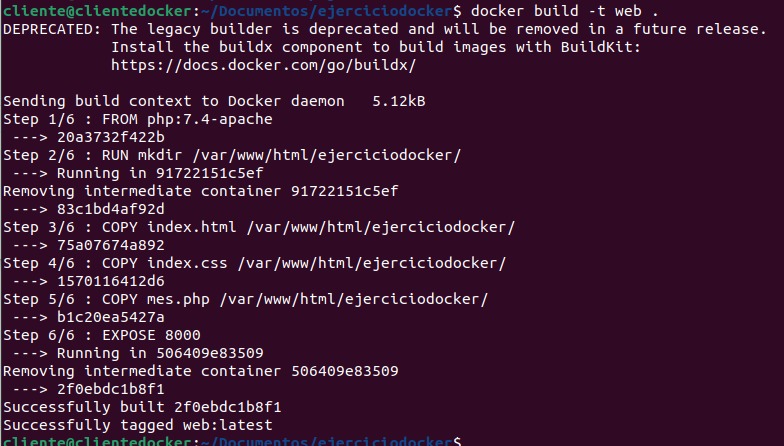 cliente@clientedocker:~/Documentos/ejerciciodocker$ docker build -t web .
DEPRECATED: The legacy builder is deprecated and will be removed in a future release.
            Install the buildx component to build images with BuildKit:
            https://docs.docker.com/go/buildx/

Sending build context to Docker daemon   5.12kB
Step 1/6 : FROM php:7.4-apache
 ---> 20a3732f422b
Step 2/6 : RUN mkdir /var/www/html/ejerciciodocker/
 ---> Running in 91722151c5ef
Removing intermediate container 91722151c5ef
 ---> 83c1bd4af92d
Step 3/6 : COPY index.html /var/www/html/ejerciciodocker/
 ---> 75a07674a892
Step 4/6 : COPY index.css /var/www/html/ejerciciodocker/
 ---> 1570116412d6
Step 5/6 : COPY mes.php /var/www/html/ejerciciodocker/
 ---> b1c20ea5427a
Step 6/6 : EXPOSE 8000
 ---> Running in 506409e83509
Removing intermediate container 506409e83509
 ---> 2f0ebdc1b8f1
Successfully built 2f0ebdc1b8f1
Successfully tagged web:latest
cliente@clientedocker:~/Documentos/ejerciciodocker$